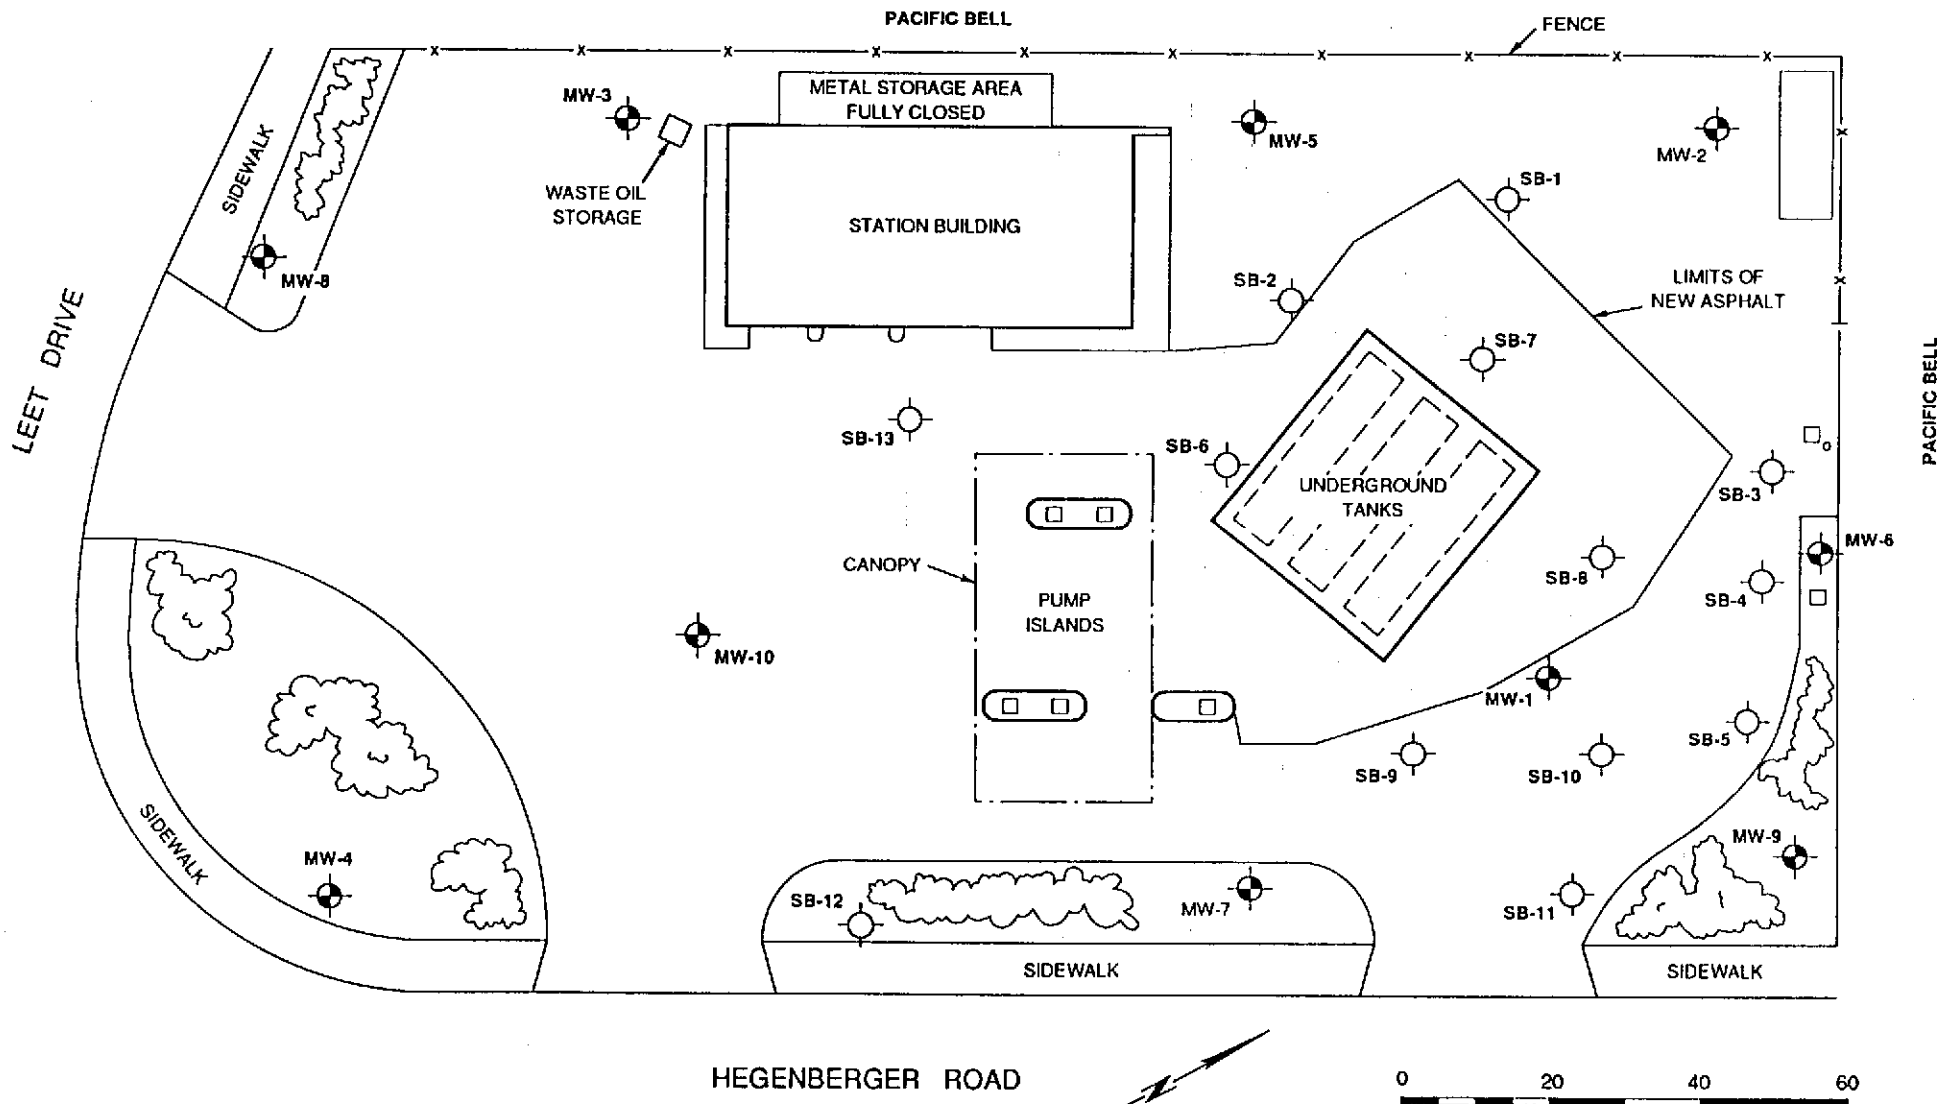 PACIFIC BELL
FENCE
x x x x x x x x x x
METAL STORAGE AREA
FULLY CLOSED
MW-3
MW-5
MW-2
x
SIDEWALK
WASTE OIL
STORAGE
SB-1
STATION BUILDING
MW-8
SB-2
LIMITS OF
NEW ASPHALT
x
LEET DRIVE
SB-7
PACIFIC BELL
SB-13
SB-6
UNDERGROUND
TANKS
SB-3
MW-6
CANOPY
SB-8
SB-4
PUMP
ISLANDS
MW-10
MW-1
SB-5
SB-9
SB-10
SIDEWALK
MW-4
MW-9
SB-12
MW-7
SB-11
SIDEWALK
SIDEWALK
HEGENBERGER ROAD
N
0 20 40 60